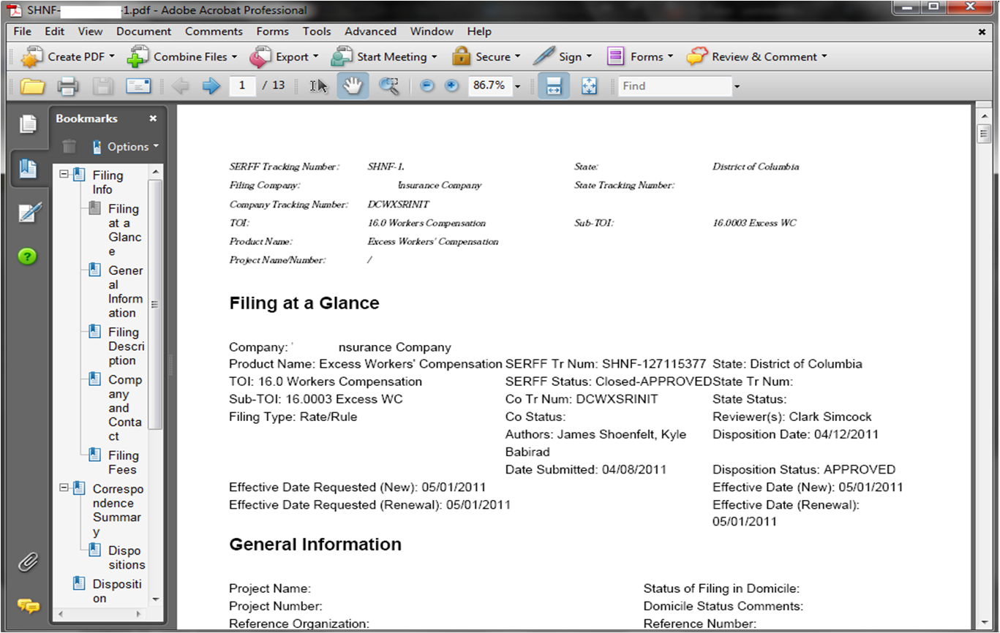 SHNF- -1.pdf - Adobe Acrobat Professional
File Edit View Document Comments Forms Tools Advanced Window Help
Create PDF Combine Files Export Start Meeting Secure Sign Forms Review & Comment
1 / 13 86.7% Find
Bookmarks
Options
Filing
Info
Filing
at a
Glanc
e
Gener
al
Inform
ation
Filing
Descri
ption
Comp
any
and
Conta
ct
Filing
Fees
Correspo
ndence
Summar
y
Dispo
sitions
Dispositi
on
SERFF Tracking Number: SHNF-1. State: District of Columbia
Filing Company: Insurance Company State Tracking Number:
Company Tracking Number: DCWXSRINIT
TOI: 16.0 Workers Compensation Sub-TOI: 16.0003 Excess WC
Product Name: Excess Workers' Compensation
Project Name/Number: /
Filing at a Glance
Company: ' nsurance Company
Product Name: Excess Workers' Compensation SERFF Tr Num: SHNF-127115377 State: District of Columbia
TOI: 16.0 Workers Compensation SERFF Status: Closed-APPROVED State Tr Num:
Sub-TOI: 16.0003 Excess WC Co Tr Num: DCWXSRINIT State Status:
Filing Type: Rate/Rule Co Status: Reviewer(s): Clark Simcock
Authors: James Shoenfelt, Kyle Disposition Date: 04/12/2011
Babirad
Date Submitted: 04/08/2011 Disposition Status: APPROVED
Effective Date Requested (New): 05/01/2011 Effective Date (New): 05/01/2011
Effective Date Requested (Renewal): 05/01/2011 Effective Date (Renewal):
05/01/2011
General Information
Project Name: Status of Filing in Domicile:
Project Number: Domicile Status Comments:
Reference Organization: Reference Number: